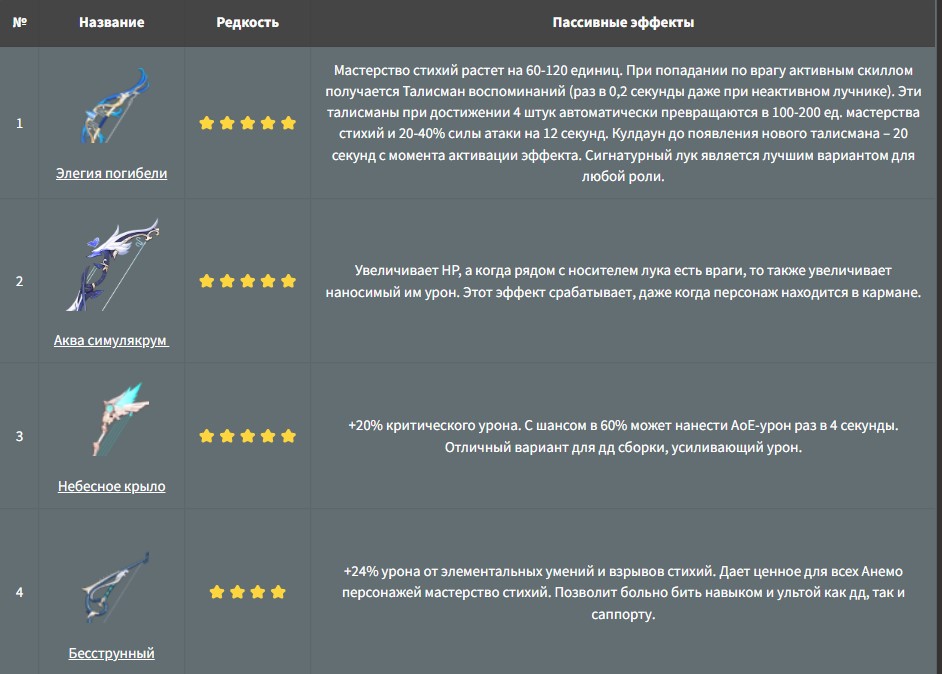 № Название Редкость Пассивные эффекты
Мастерство стихий растет на 60-120 единиц. При попадании по врагу активным скиллом
получается Талисман воспоминаний (раз в 0,2 секунды даже при неактивном лучнике). Эти
талисманы при достижении 4 штук автоматически превращаются в 100-200 ед. мастерства
1
стихий и 20-40% силы атаки на 12 секунд. Кулдаун до появления нового талисмана – 20
секунд с момента активации эффекта. Сигнатурный лук является лучшим вариантом для
любой роли.
Элегия погибели
2
Увеличивает HP, а когда рядом с носителем лука есть враги, то также увеличивает
наносимый им урон. Этот эффект срабатывает, даже когда персонаж находится в кармане.
Аква симулякрум
3
+20% критического урона. С шансом в 60% может нанести АоЕ-урон раз в 4 секунды.
Отличный вариант для дд сборки, усиливающий урон.
Небесное крыло
4
+24% урона от элементальных умений и взрывов стихий. Дает ценное для всех Анемо
персонажей мастерство стихий. Позволит больно бить навыком и ультой как дд, так и
саппорту.
Бесструнный